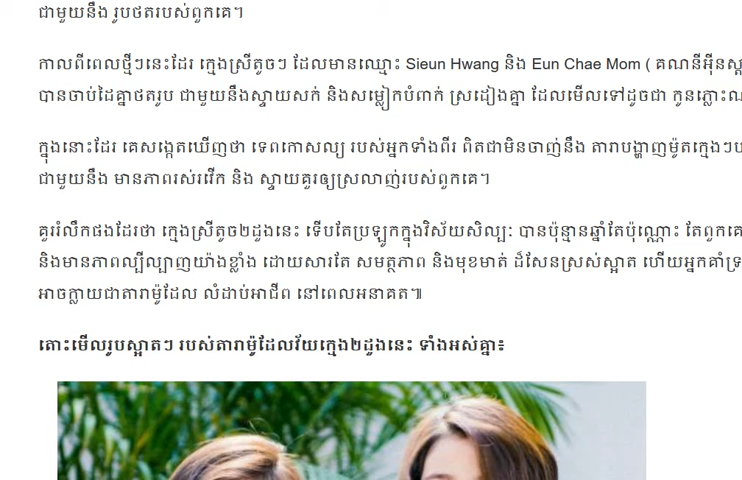 ជាមួយនឹង រូបថតរបស់ពួកគេ។
កាលពីពេលថ្មីៗនេះដែរ ក្មេងស្រីតូចៗ ដែលមានឈ្មោះ Sieun Hwang និង Eun Chae Mom ( គណនីអ៊ីនស្ត
បានចាប់ដៃគ្នាថតរូប ជាមួយនឹងស្ទាយសក់ និងសម្លៀកបំពាក់ ស្រដៀងគ្នា ដែលមើលទៅដូចជា កូនភ្លោះណ
ក្នុងនោះដែរ គេសង្កេតឃើញថា ទេពកោសល្យ របស់អ្នកទាំងពីរ ពិតជាមិនចាញ់នឹង តារាបង្ហាញម៉ូតក្មេងៗប
ជាមួយនឹង មានភាពរស់រវើក និង ស្ទាយគួរឲ្យស្រលាញ់របស់ពួកគេ។
គួររំលឹកផងដែរថា ក្មេងស្រីតូច២ដួងនេះ ទើបតែប្រឡូកក្នុងវិស័យសិល្បៈ បានប៉ុន្មានឆ្នាំតែប៉ុណ្ណោះ តែពួកគេ
និងមានភាពល្បីល្បាញយ៉ាងខ្លាំង ដោយសារតែ សមត្ថភាព និងមុខមាត់ ដ៏សែនស្រស់ស្អាត ហើយអ្នកគាំទ្រ
អាចក្លាយជាតារាម៉ូដែល លំដាប់អាជីព នៅពេលអនាគត៕
តោះមើលរូបស្អាតៗ របស់តារាម៉ូដែលវ័យក្មេង២ដួងនេះ ទាំងអស់គ្នា៖